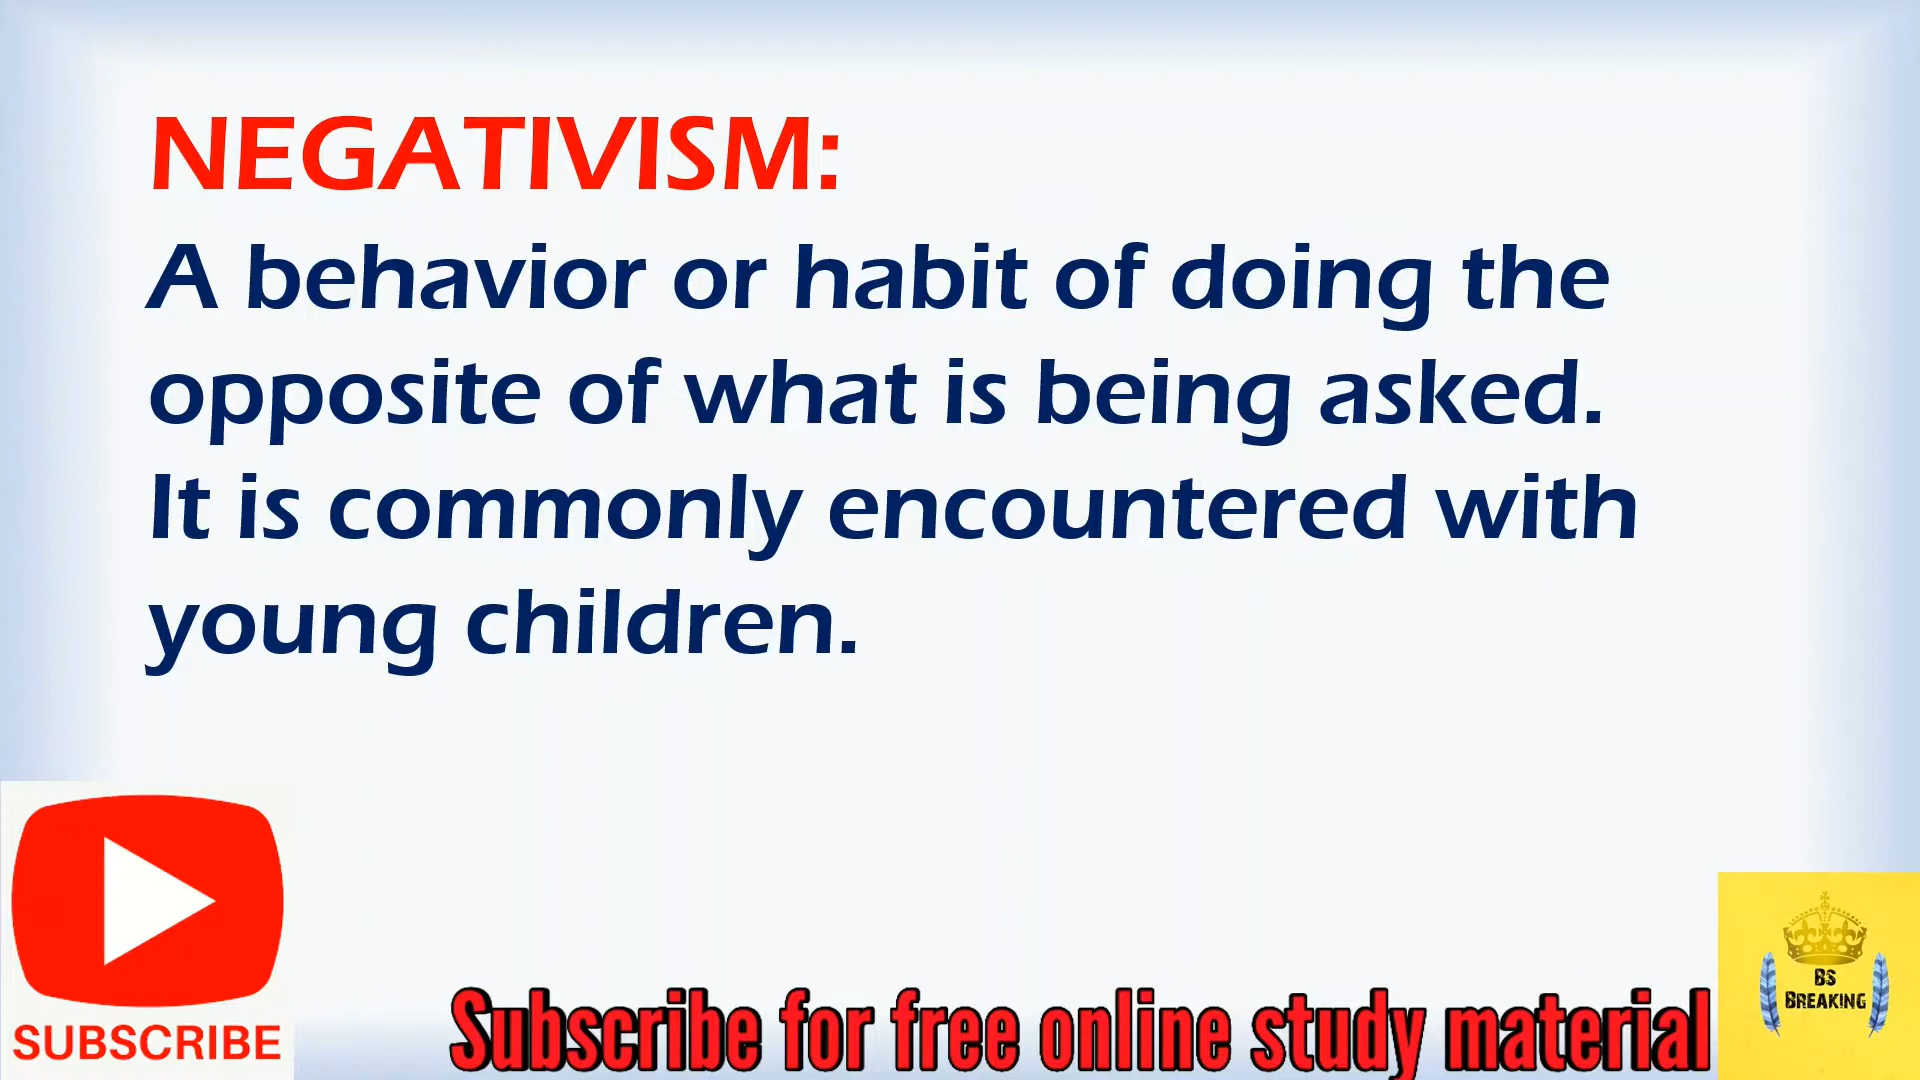 NEGATIVISM:
A behavior or habit of doing the
opposite of what is being asked.
It is commonly encountered with
young children.
SUBSCRIBE
Subscribe for free online study material
BS
BREAKING